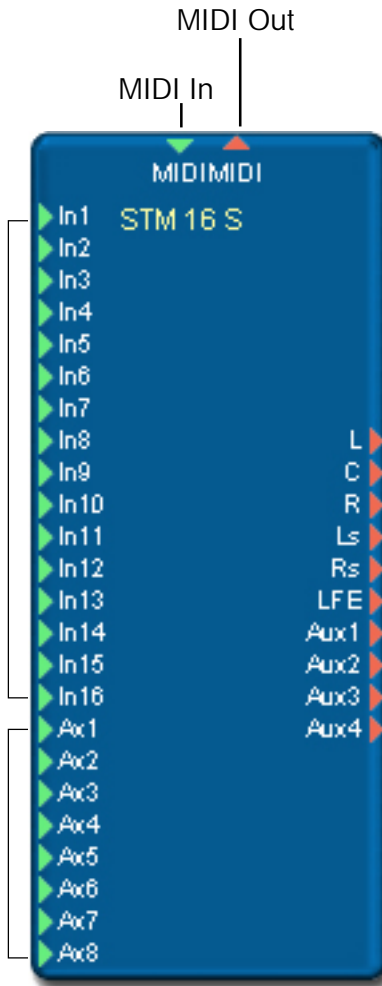 MIDI Out
MIDI In
MIDIMIDI
In1 STM 16 S
In2
In3
In4
In5
In6
In7
In8 L
In9 C
In10 R
In11 Ls
In12 Rs
In13 LFE
In14 Aux1
In15 Aux2
In16 Aux3
Ax1 Aux4
Ax2
Ax3
Ax4
Ax5
Ax6
Ax7
Ax8